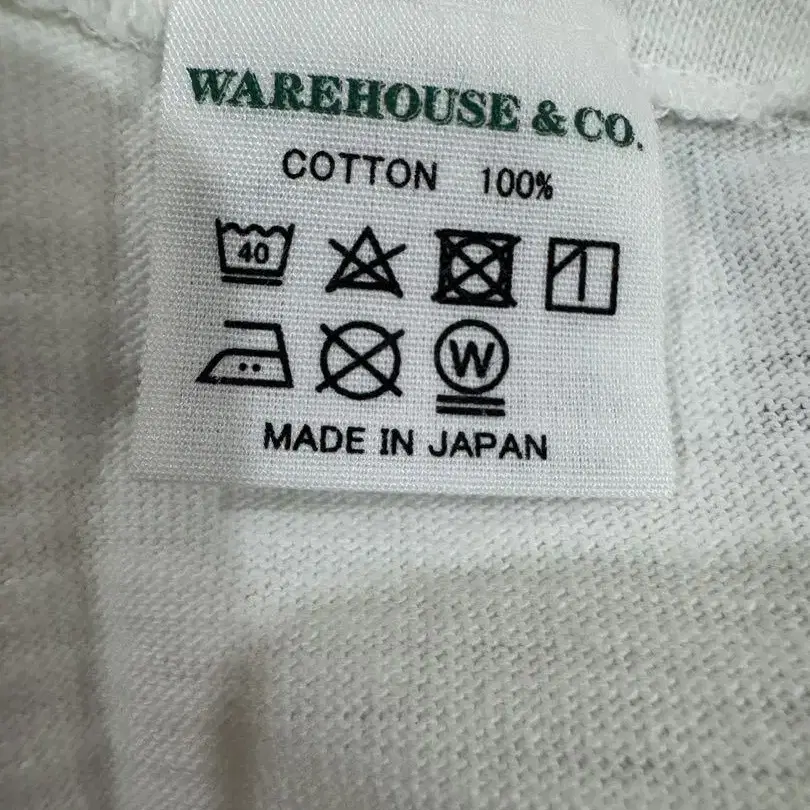 WAREHOUSE & CO.
COTTON 100%
40
W
MADE IN JAPAN